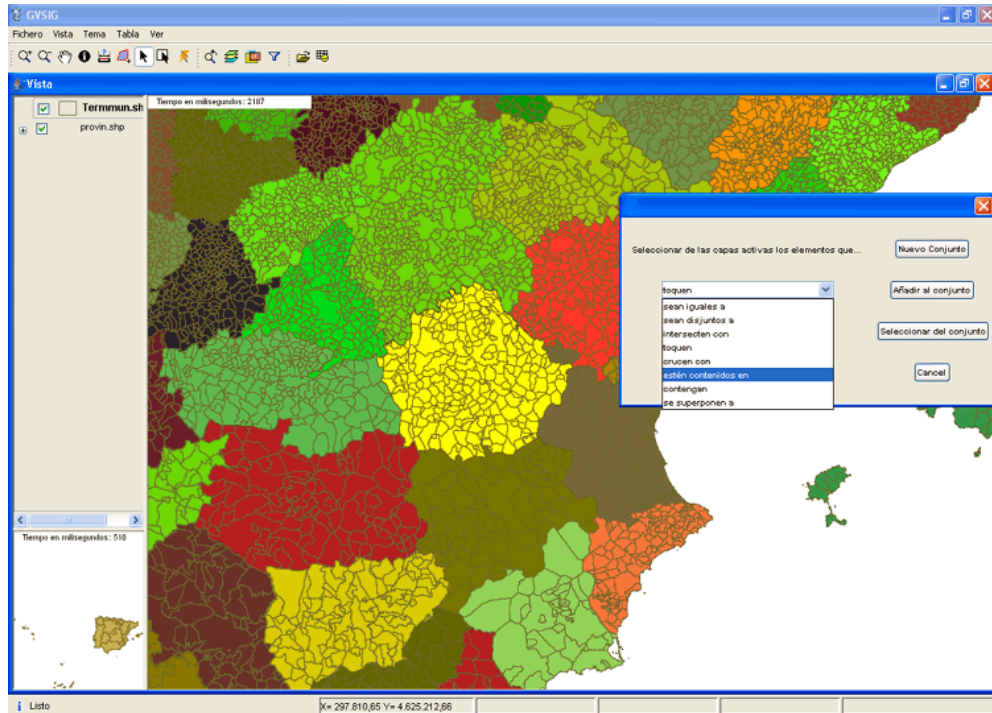 GVSIG
Fichero Vista Tema Tabla Ver
Vista
Termmun.sh
provin.shp
Tiempo en milisegundos: 2187
Seleccionar de las capas activas los elementos que...
Nuevo Conjunto
toquen
Añadir al conjunto
sean iguales a
sean disjuntos a
intersecten con
toquen
Seleccionar del conjunto
crucen con
estén contenidos en
Cancel
contengan
se superponen a
Tiempo en milisegundos: 510
Listo
X= 297.810,65 Y= 4.625.212,66